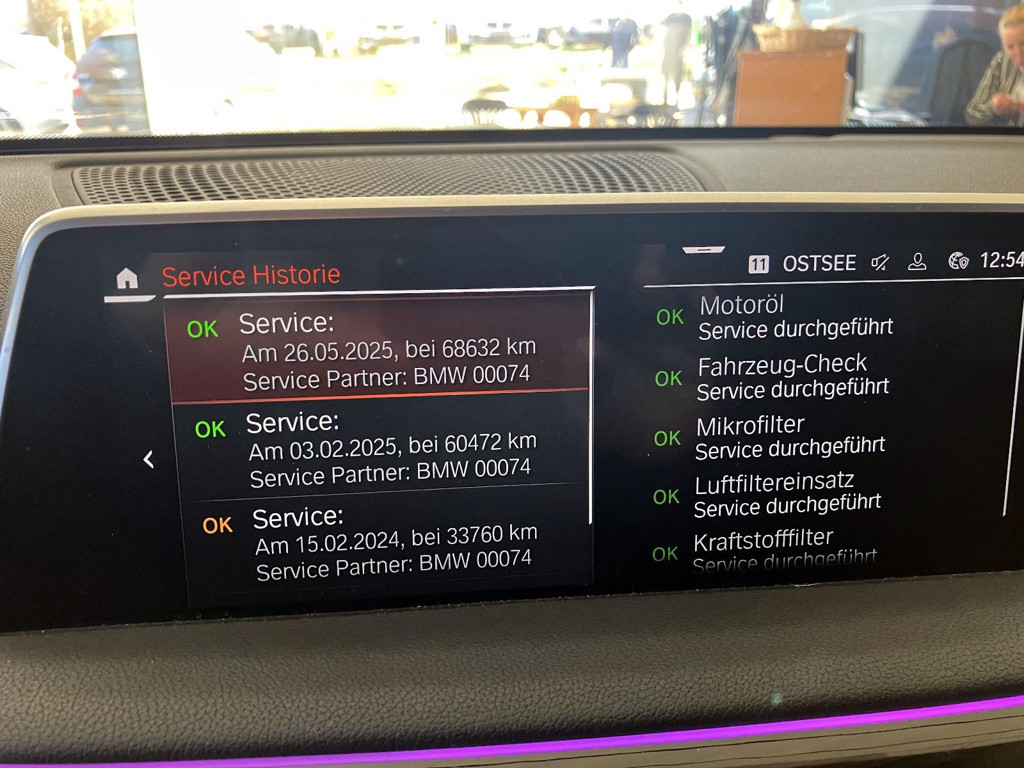 Service Historie
11 OSTSEE 12:54
OK Service:
Am 26.05.2025, bei 68632 km
Service Partner: BMW 00074
OK Service:
Am 03.02.2025, bei 60472 km
Service Partner: BMW 00074
OK Service:
Am 15.02.2024, bei 33760 km
Service Partner: BMW 00074
OK Motoröl
Service durchgeführt
OK Fahrzeug-Check
Service durchgeführt
OK Mikrofilter
Service durchgeführt
OK Luftfiltereinsatz
Service durchgeführt
OK Kraftstofffilter
Service durchgeführt